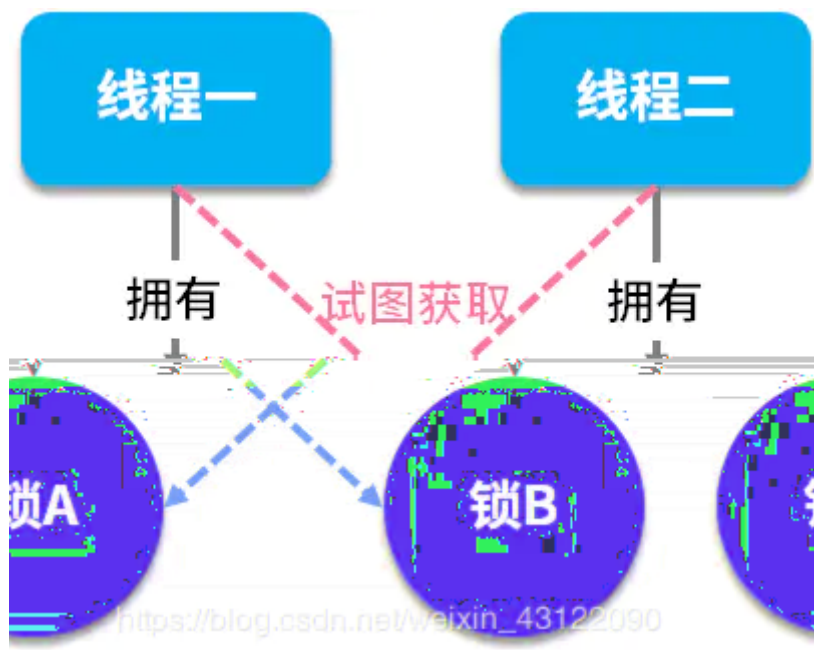 线程一
线程二
拥有
试图获取
拥有
锁A
锁B
https://blog.csdn.net/weixin_43122090